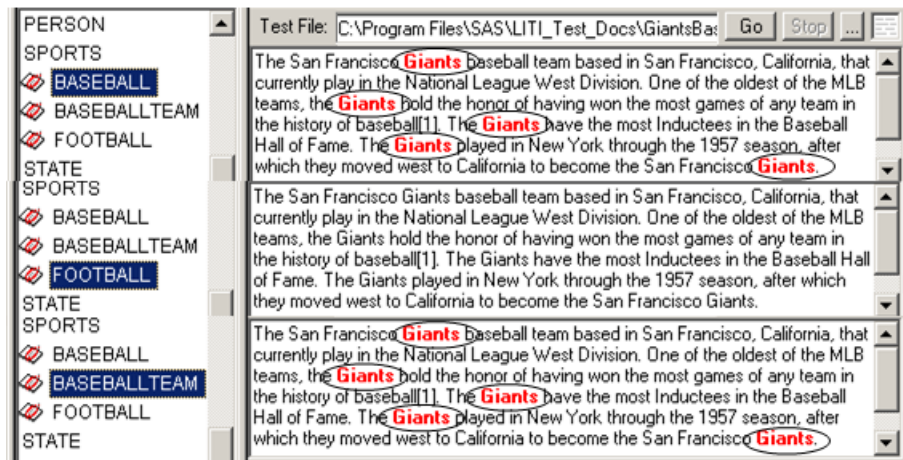 PERSON
SPORTS
BASEBALL
BASEBALLTEAM
FOOTBALL
STATE
Test File: C:\Program Files\SAS\LITI_Test_Docs\GiantsBas Go Stop ...
The San Francisco Giants baseball team based in San Francisco, California, that
currently play in the National League West Division. One of the oldest of the MLB
teams, the Giants hold the honor of having won the most games of any team in
the history of baseball[1]. The Giants have the most Inductees in the Baseball
Hall of Fame. The Giants played in New York through the 1957 season, after
which they moved west to California to become the San Francisco Giants.
SPORTS
BASEBALL
BASEBALLTEAM
FOOTBALL
STATE
The San Francisco Giants baseball team based in San Francisco, California, that
currently play in the National League West Division. One of the oldest of the MLB
teams, the Giants hold the honor of having won the most games of any team in
the history of baseball[1]. The Giants have the most Inductees in the Baseball Hall
of Fame. The Giants played in New York through the 1957 season, after which
they moved west to California to become the San Francisco Giants.
SPORTS
BASEBALL
BASEBALLTEAM
FOOTBALL
STATE
The San Francisco Giants baseball team based in San Francisco, California, that
currently play in the National League West Division. One of the oldest of the MLB
teams, the Giants hold the honor of having won the most games of any team in
the history of baseball[1]. The Giants have the most Inductees in the Baseball
Hall of Fame. The Giants played in New York through the 1957 season, after
which they moved west to California to become the San Francisco Giants.